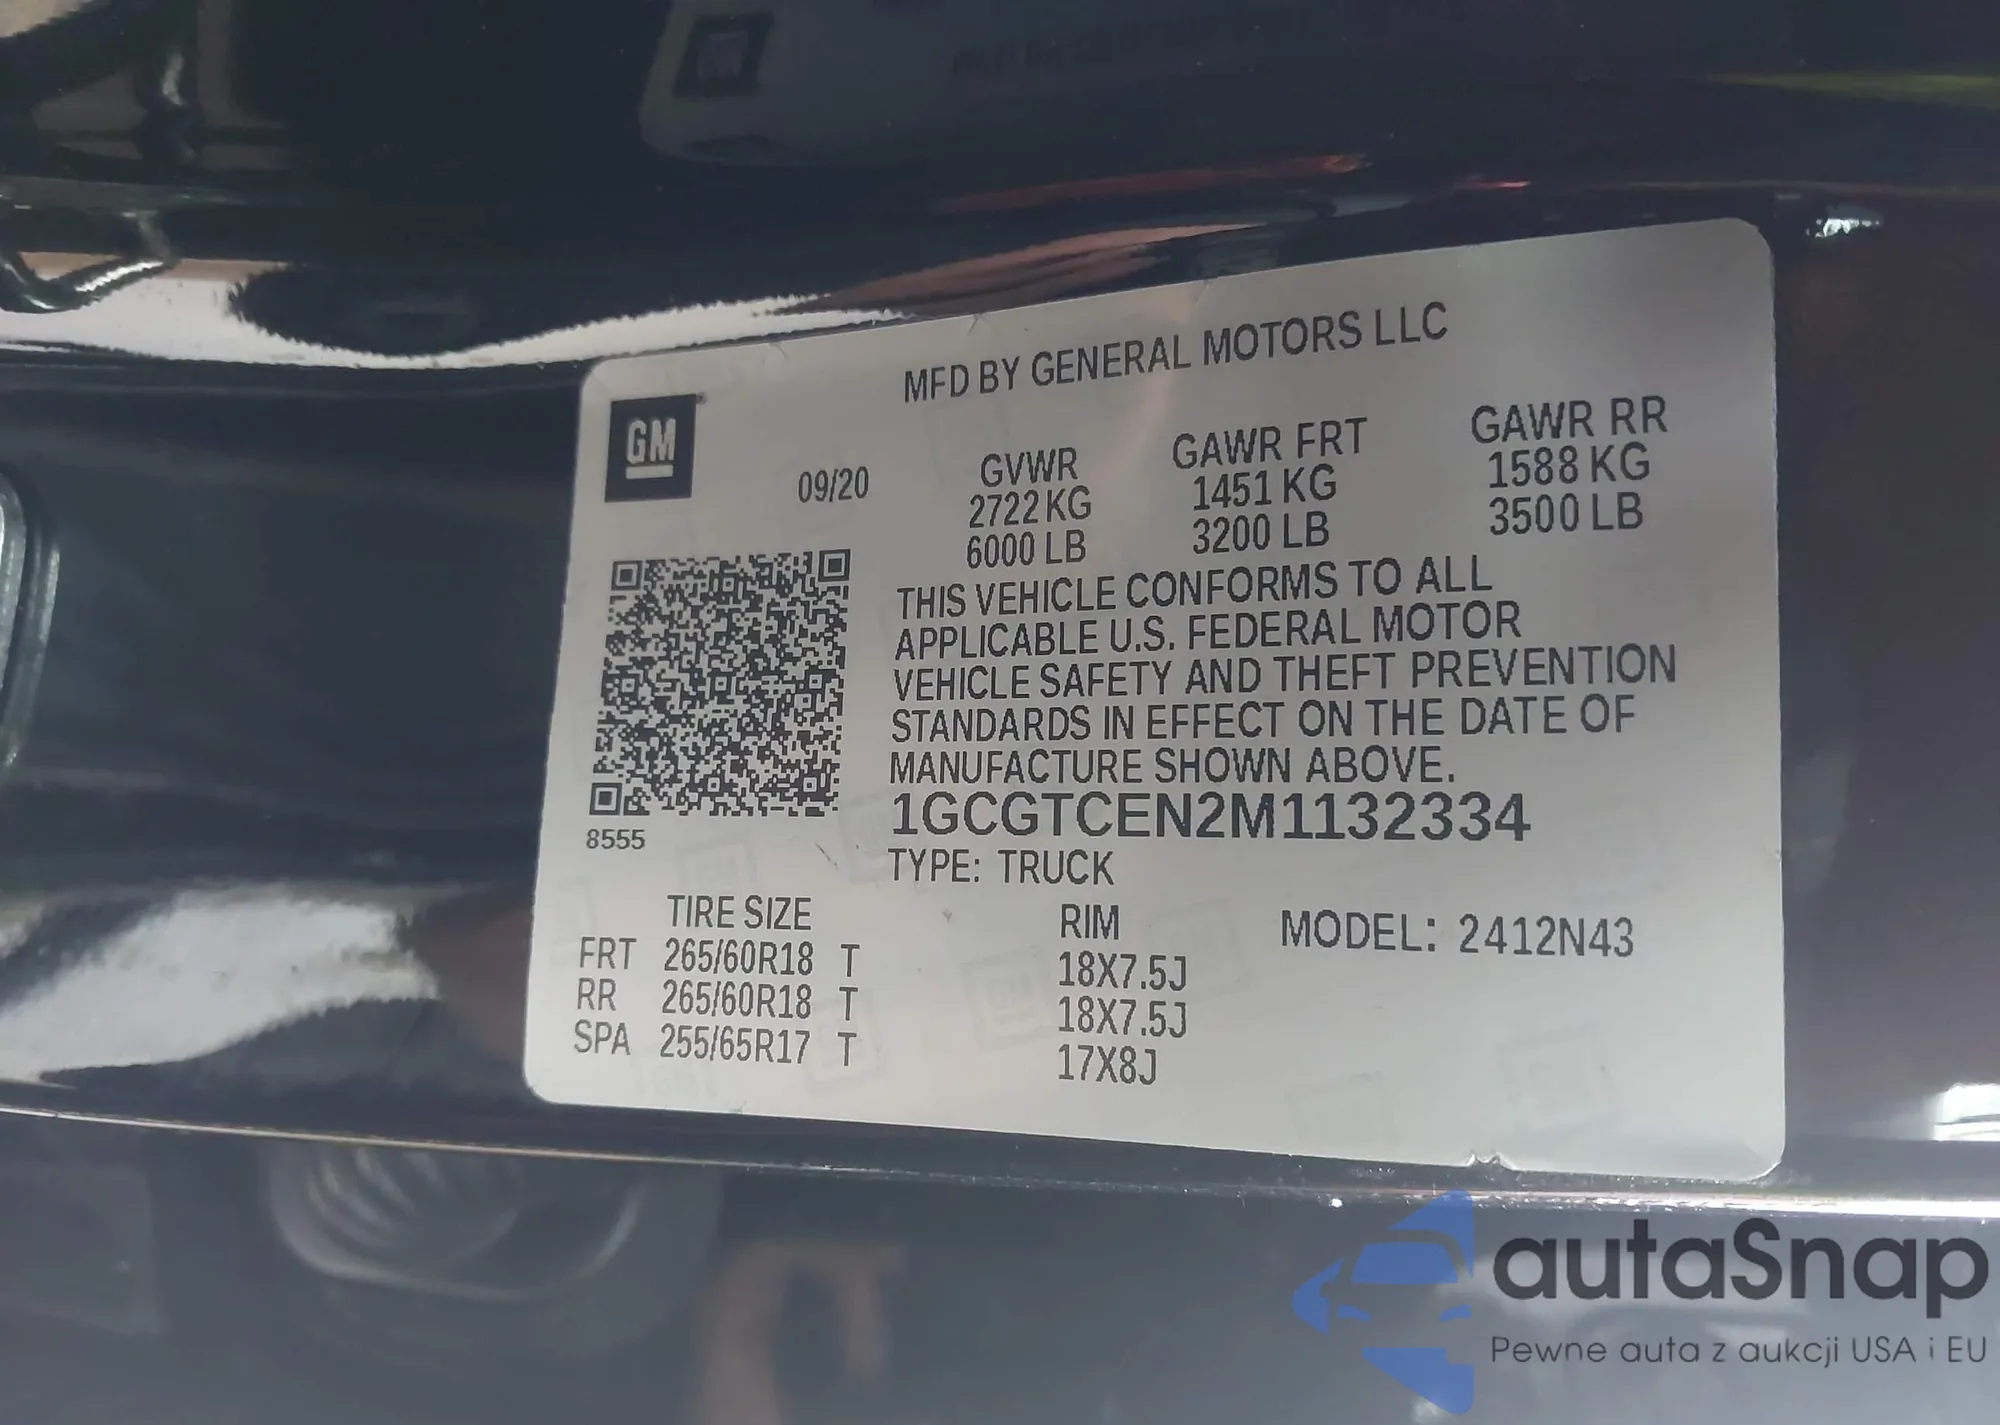 MFD BY GENERAL MOTORS LLC
GM
09/20
GVWR GAWR FRT GAWR RR
2722 KG 1451 KG 1588 KG
6000 LB 3200 LB 3500 LB
THIS VEHICLE CONFORMS TO ALL
APPLICABLE U.S. FEDERAL MOTOR
VEHICLE SAFETY AND THEFT PREVENTION
STANDARDS IN EFFECT ON THE DATE OF
MANUFACTURE SHOWN ABOVE.
8555
1GCGTCEN2M1132334
TYPE: TRUCK
TIRE SIZE RIM MODEL: 2412N43
FRT 265/60R18 T 18X7.5J
RR 265/60R18 T 18X7.5J
SPA 255/65R17 T 17X8J
autaSnap
Pewne auta z aukcji USA i EU